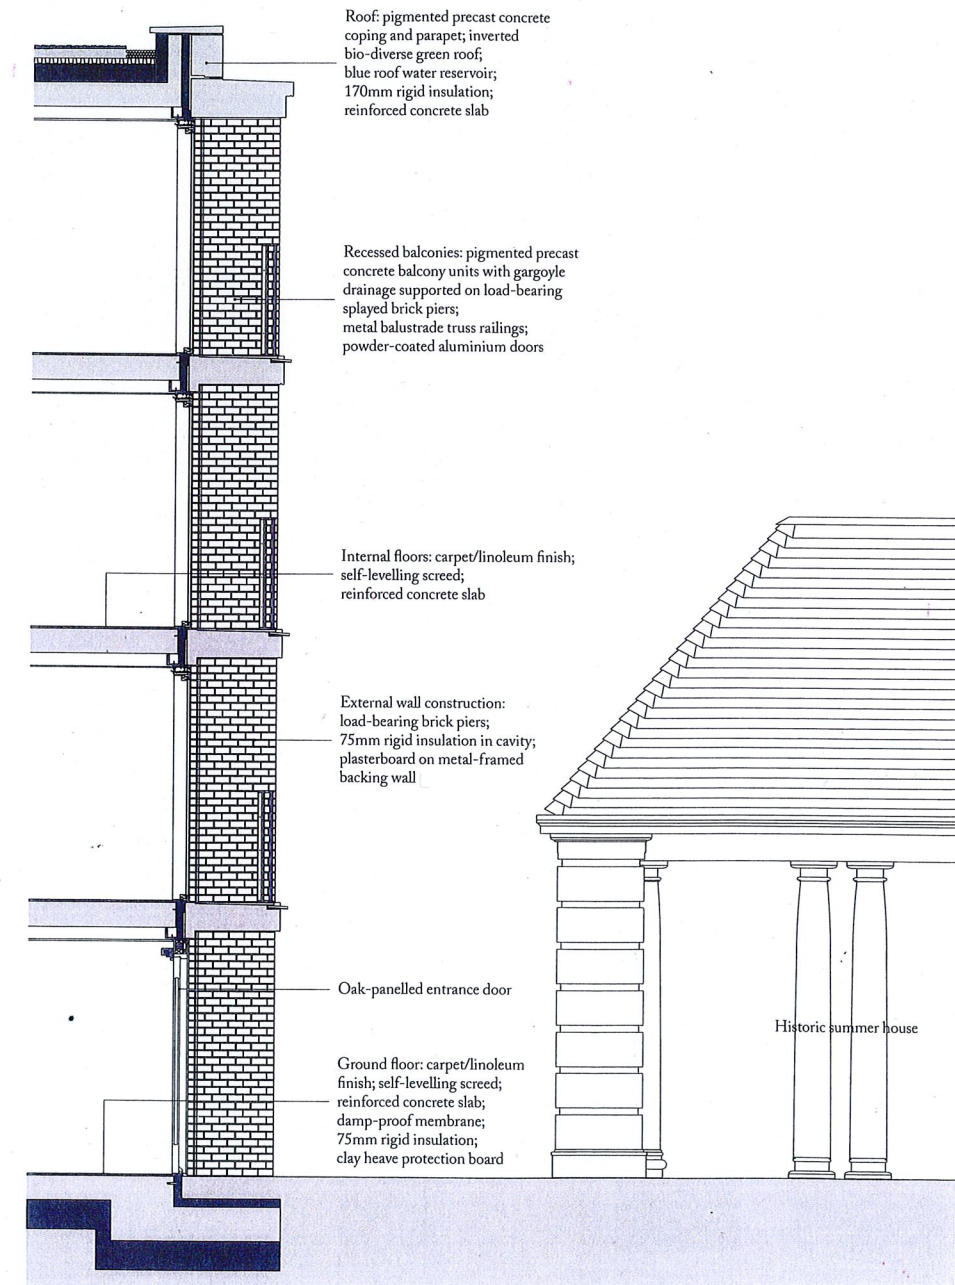 Roof: pigmented precast concrete
coping and parapet; inverted
bio-diverse green roof;
blue roof water reservoir;
170mm rigid insulation;
reinforced concrete slab
Recessed balconies: pigmented precast
concrete balcony units with gargoyle
drainage supported on load-bearing
splayed brick piers;
metal balustrade truss railings;
powder-coated aluminium doors
Internal floors: carpet/linoleum finish;
self-levelling screed;
reinforced concrete slab
External wall construction:
load-bearing brick piers;
75mm rigid insulation in cavity;
plasterboard on metal-framed
backing wall
Oak-panelled entrance door
Historic summer house
Ground floor: carpet/linoleum
finish; self-levelling screed;
reinforced concrete slab;
damp-proof membrane;
75mm rigid insulation;
clay heave protection board